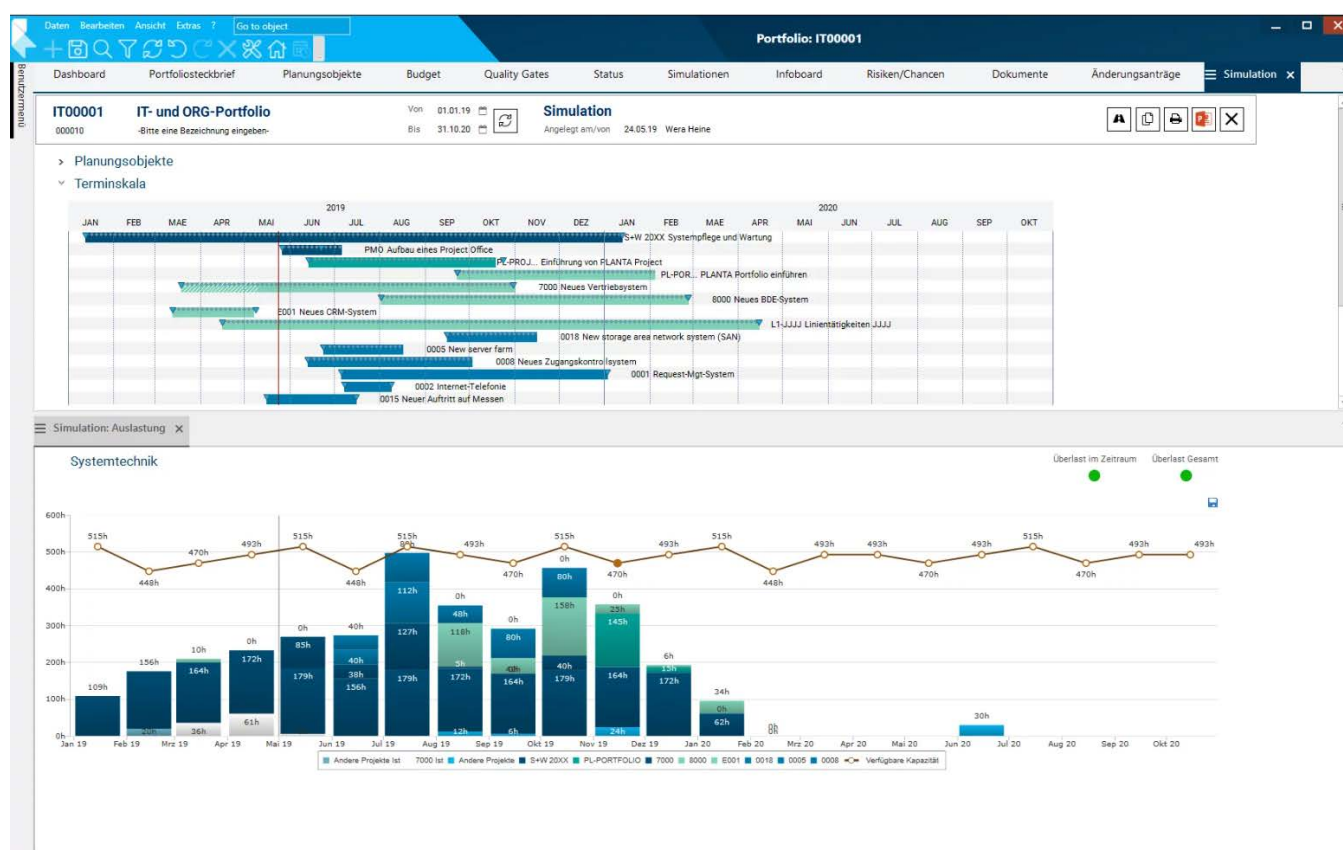 Daten Bearbeiten Ansicht Extras ? Go to object
Portfolio: IT00001
Benutzermenü
Dashboard Portfoliosteckbrief Planungsobjekte Budget Quality Gates Status Simulationen Infoboard Risiken/Chancen Dokumente Änderungsanträge Simulation
IT00001 IT- und ORG-Portfolio Von 01.01.19 Simulation
000010 -Bitte eine Bezeichnung eingeben- Bis 31.10.20 Angelegt am/von 24.05.19 Wera Heine
Planungsobjekte
Terminskala
2019 2020
JAN FEB MAE APR MAI JUN JUL AUG SEP OKT NOV DEZ JAN FEB MAE APR MAI JUN JUL AUG SEP OKT
S+W 20XX Systempflege und Wartung
PMO Aufbau eines Project Office
PL-PROJ... Einführung von PLANTA Project
PL-POR... PLANTA Portfolio einführen
7000 Neues Vertriebsystem
8000 Neues BDE-System
E001 Neues CRM-System
L1-JJJJ Linientätigkeiten JJJJ
0018 New storage area network system (SAN)
0005 New server farm
0008 Neues Zugangskontrollsystem
0001 Request-Mgt-System
0002 Internet-Telefonie
0015 Neuer Auftritt auf Messen
Simulation: Auslastung
Systemtechnik
Überlast im Zeitraum Überlast Gesamt
600h
515h 515h 515h 515h 515h 515h
493h 493h 493h 493h 493h 493h 493h 493h
470h
500h
448h 448h 470h 470h 448h 470h 470h
0h
80h
400h
112h
158h
0h 0h
25h
48h
145h
300h
0h 40h 127h 118h 0h
85h 80h
10h 0h
200h
156h 164h 172h 179h 40h 38h 156h 179h 5h 172h 164h 40h 179h 164h 6h 15h 172h
109h
100h
34h
0h
62h
61h 30h
20h 36h 12h 6h 24h
0h
Jan 19 Feb 19 Mrz 19 Apr 19 Mai 19 Jun 19 Jul 19 Aug 19 Sep 19 Okt 19 Nov 19 Dez 19 Jan 20 Feb 20 Mrz 20 Apr 20 Mai 20 Jun 20 Jul 20 Aug 20 Sep 20 Okt 20
Andere Projekte Ist 7000 Ist Andere Projekte S+W 20XX PL-PORTFOLIO 7000 8000 E001 0018 0005 0008 Verfügbare Kapazität